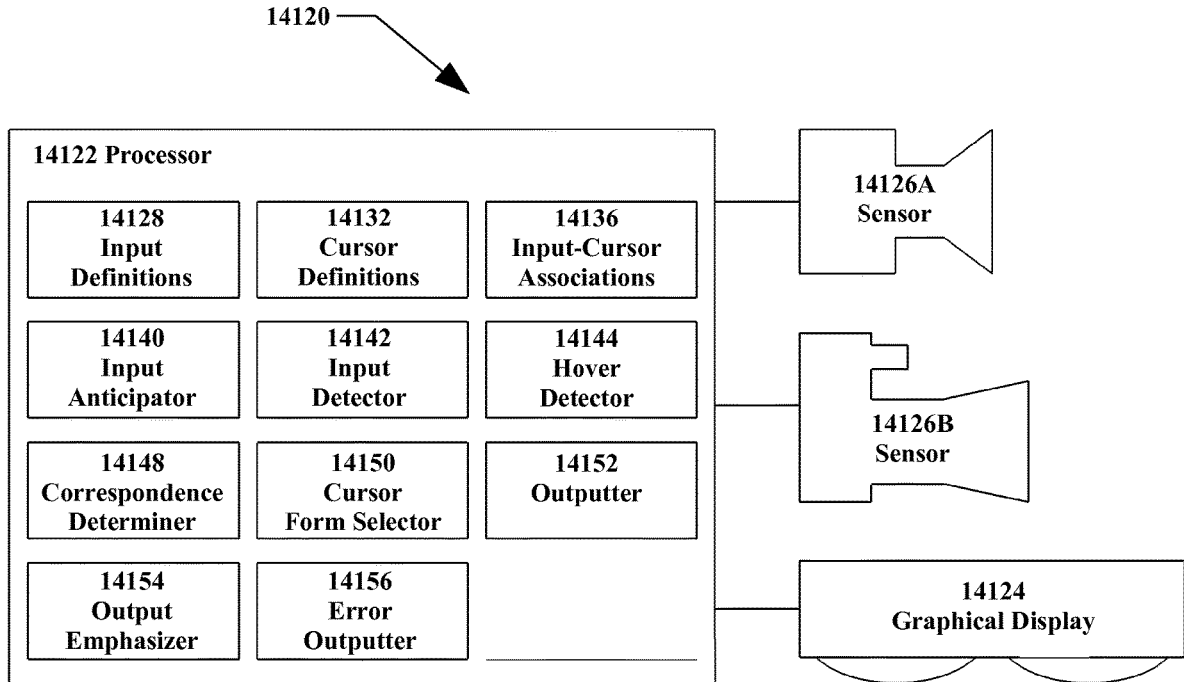 14120
14122 Processor
14128
Input
Definitions
14132
Cursor
Definitions
14136
Input-Cursor
Associations
14140
Input
Anticipator
14142
Input
Detector
14144
Hover
Detector
14148
Correspondence
Determiner
14150
Cursor
Form Selector
14152
Outputter
14154
Output
Emphasizer
14156
Error
Outputter
14126A
Sensor
14126B
Sensor
14124
Graphical Display